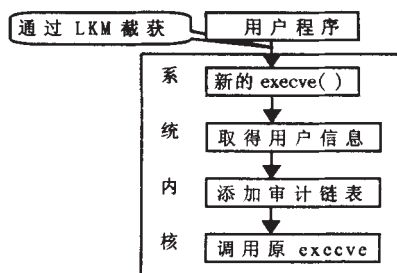 通过 LKM 截获
用户程序
系统内核
新的 execve( )
取得用户信息
添加审计链表
调用原 execve